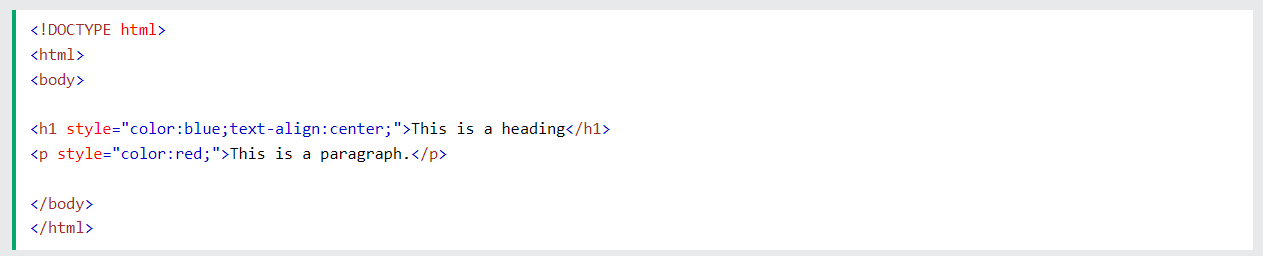 <!DOCTYPE html>
<html>
<body>
<h1 style="color:blue;text-align:center;">This is a heading</h1>
<p style="color:red;">This is a paragraph.</p>
</body>
</html>